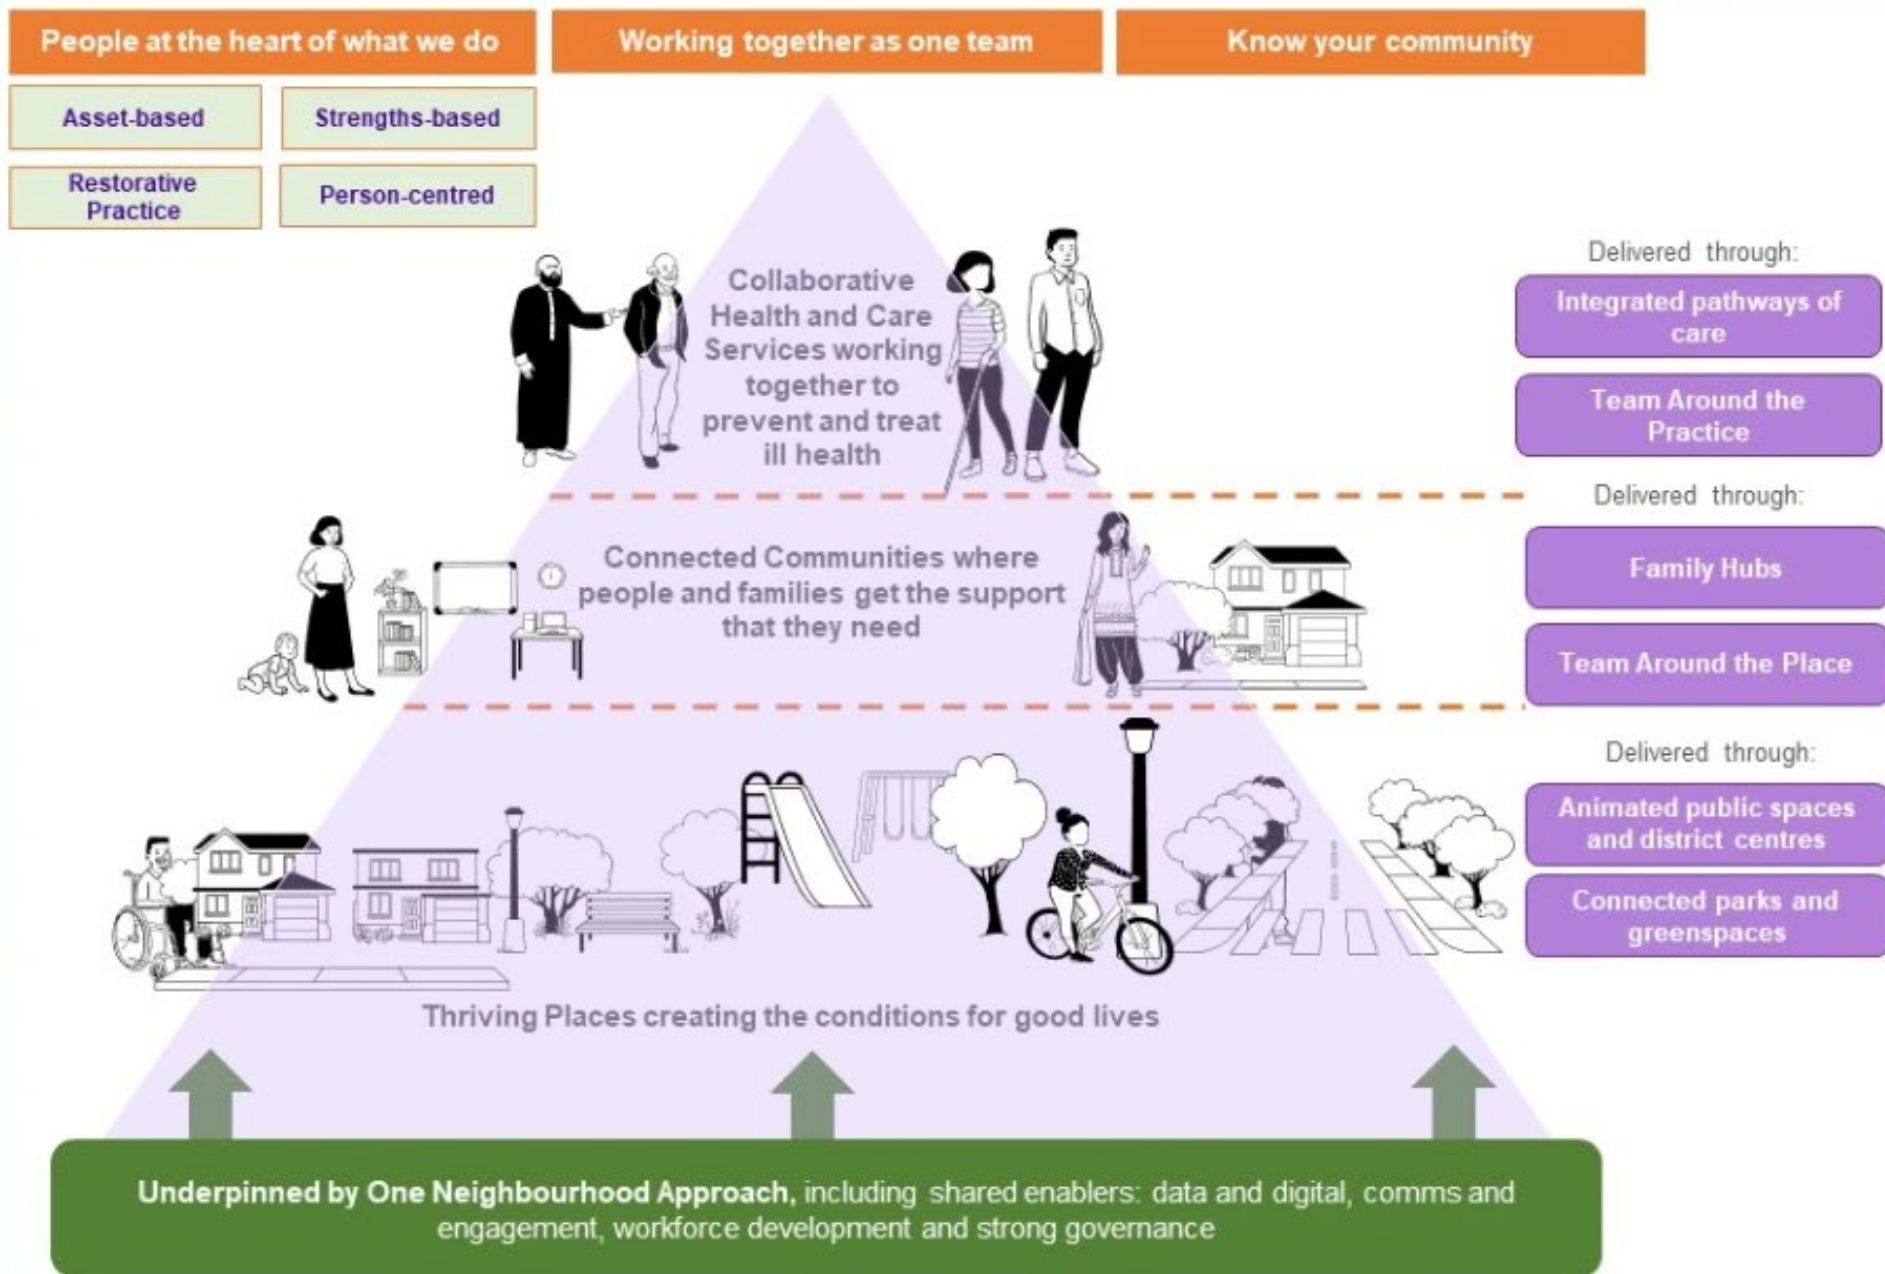 People at the heart of what we do
Working together as one team
Know your community
Asset-based
Strengths-based
Restorative
Practice
Person-centred
Collaborative
Health and Care
Services working
together to
prevent and treat
ill health
Delivered through:
Integrated pathways of
care
Team Around the
Practice
Connected Communities where
people and families get the support
that they need
Delivered through:
Family Hubs
Team Around the Place
Delivered through:
Animated public spaces
and district centres
Connected parks and
greenspaces
Thriving Places creating the conditions for good lives
Underpinned by One Neighbourhood Approach, including shared enablers: data and digital, comms and
engagement, workforce development and strong governance